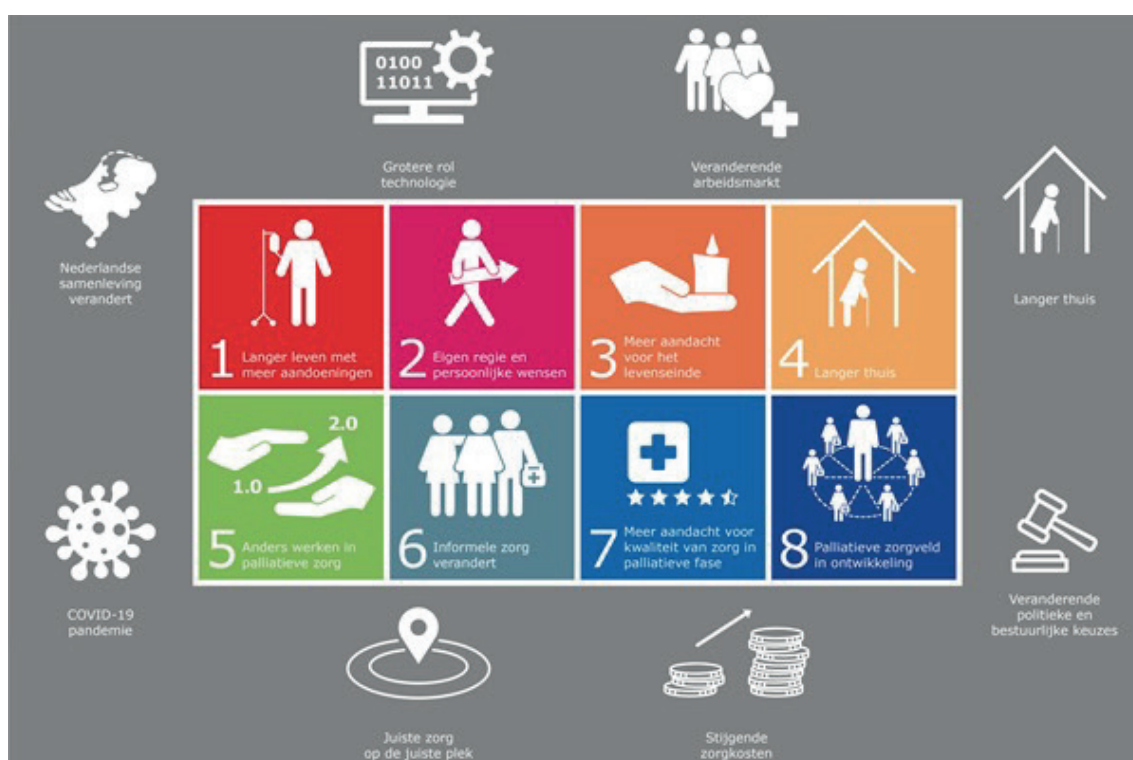 0100
11011
Grotere rol
technologie
Veranderende
arbeidsmarkt
Nederlandse
samenleving
verandert
Langer thuis
1 Langer leven met
meer aandoeningen
2 Eigen regie en
persoonlijke wensen
3 Meer aandacht
voor het
levenseinde
4 Langer thuis
2.0
1.0
5 Anders werken in
palliatieve zorg
6 Informele zorg
verandert
7 Meer aandacht voor
kwaliteit van zorg in
palliatieve fase
8 Palliatieve zorgveld
in ontwikkeling
COVID-19
pandemie
Veranderende
politieke en
bestuurlijke keuzes
Juiste zorg
op de juiste plek
Stijgende
zorgkosten